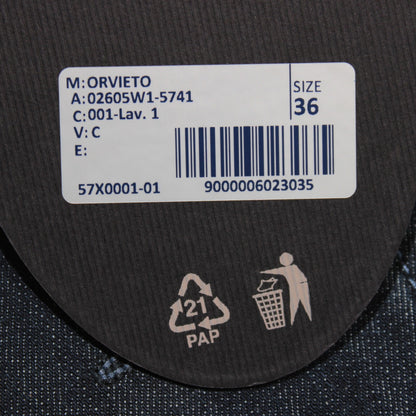 M: ORVIETO
A: 02605W1-5741
C: 001-Lav. 1
V: C
E:
SIZE
36
57X0001-01
9000006023035
21
PAP